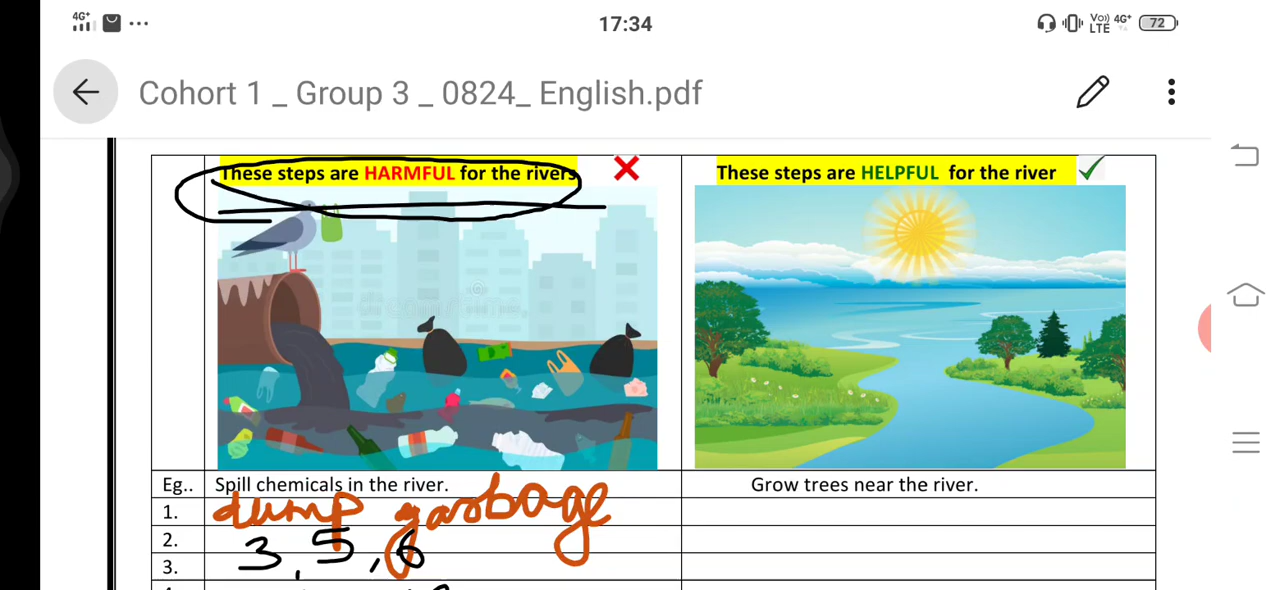 4G+ ... 17:34 Vo) LTE 4G+ 72
Cohort 1 _ Group 3 _ 0824_ English.pdf
These steps are HARMFUL for the rivers These steps are HELPFUL for the river
Eg.. Spill chemicals in the river. Grow trees near the river.
1. dump garbage
2.
3. 3, 5, 6